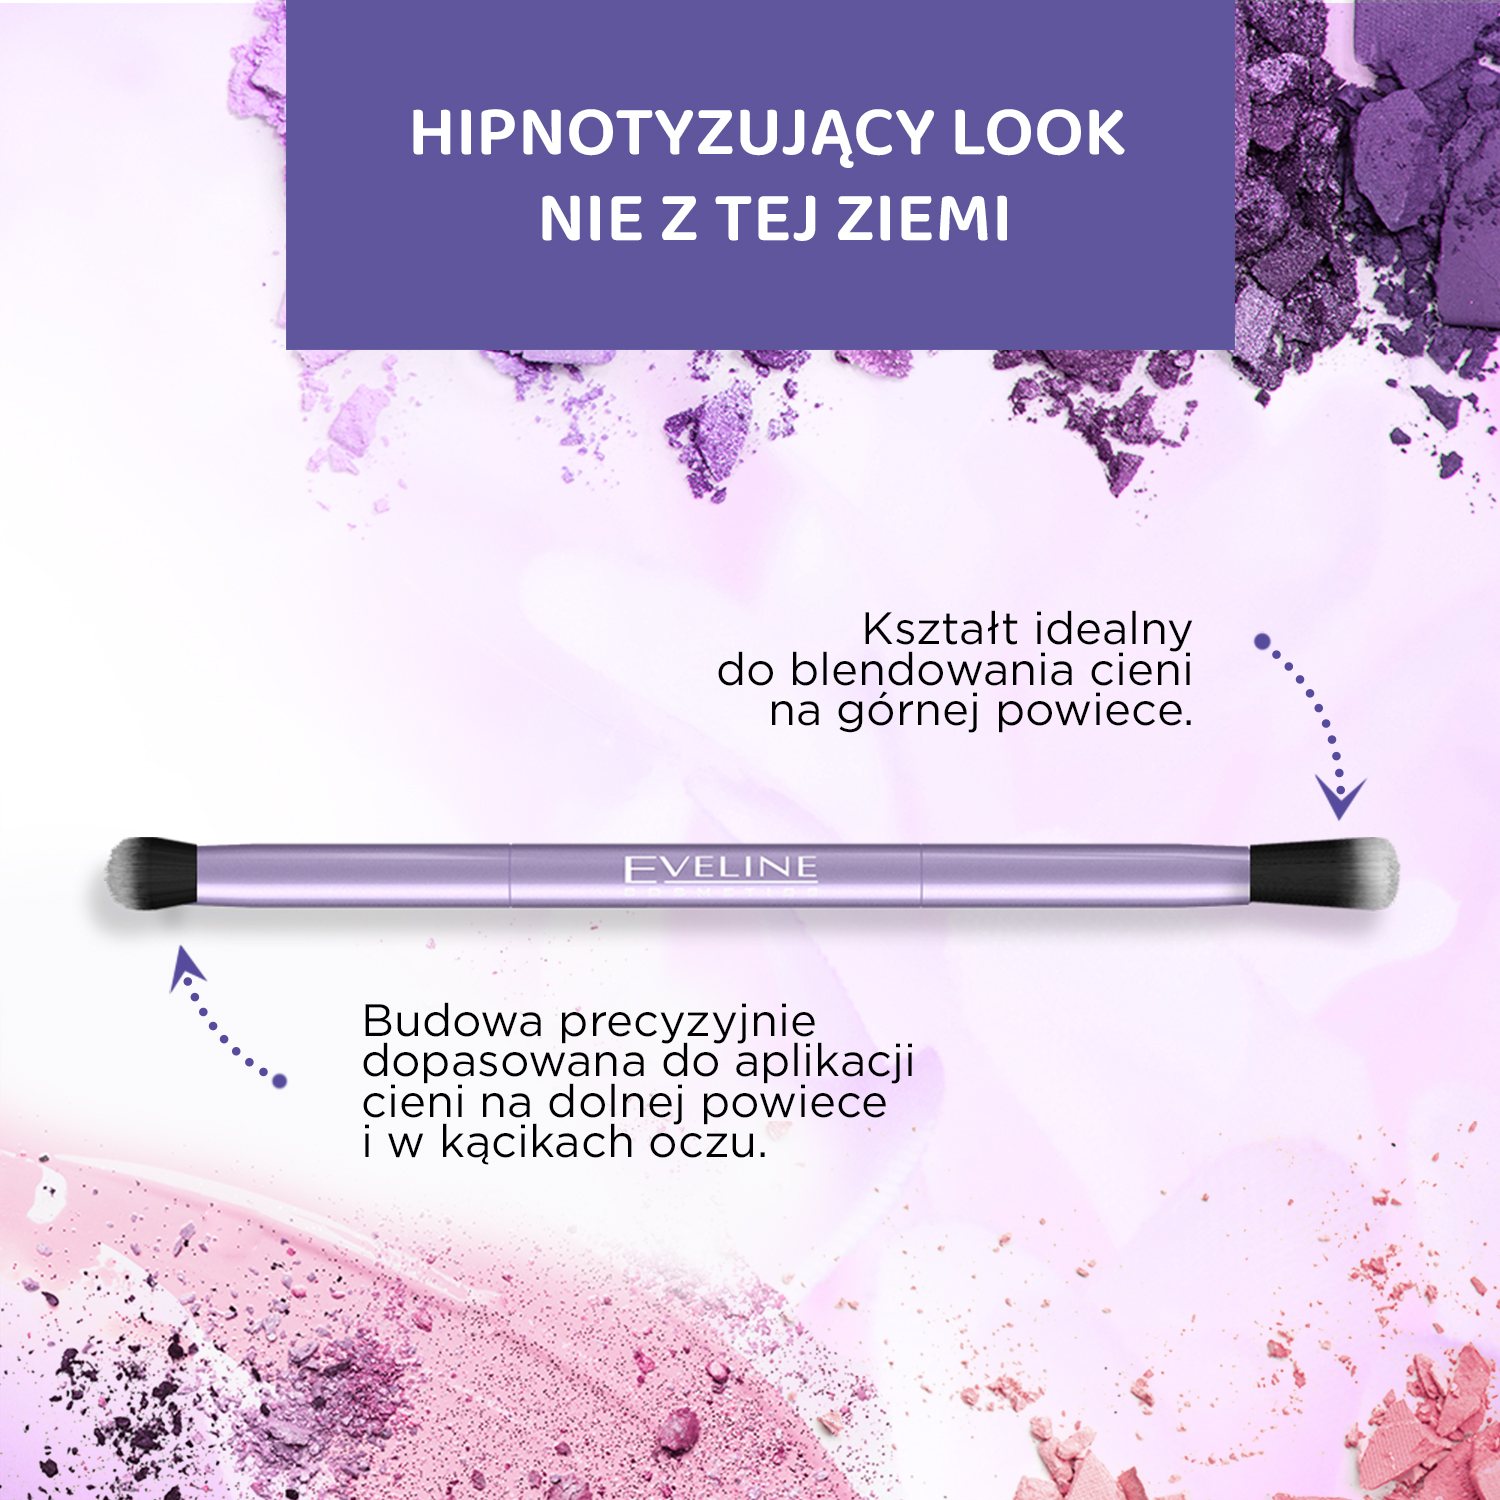 HIPNOTYZUJĄCY LOOK
NIE Z TEJ ZIEMI
Kształt idealny
do blendowania cieni
na górnej powiece.
EVELINE
COSMETICS
Budowa precyzyjnie
dopasowana do aplikacji
cieni na dolnej powiece
i w kącikach oczu.